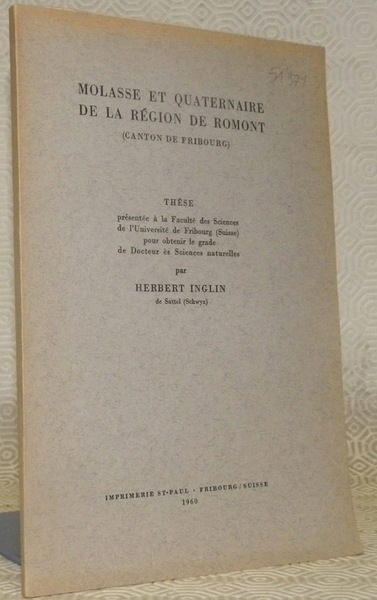 MOLASSE ET QUATERNAIRE
DE LA RÉGION DE ROMONT
(CANTON DE FRIBOURG)
THÈSE
présentée à la Faculté des Sciences
de l'Université de Fribourg (Suisse)
pour obtenir le grade
de Docteur ès Sciences naturelles
par
HERBERT INGLIN
de Sattel (Schwyz)
IMPRIMERIE ST-PAUL • FRIBOURG/SUISSE
1960